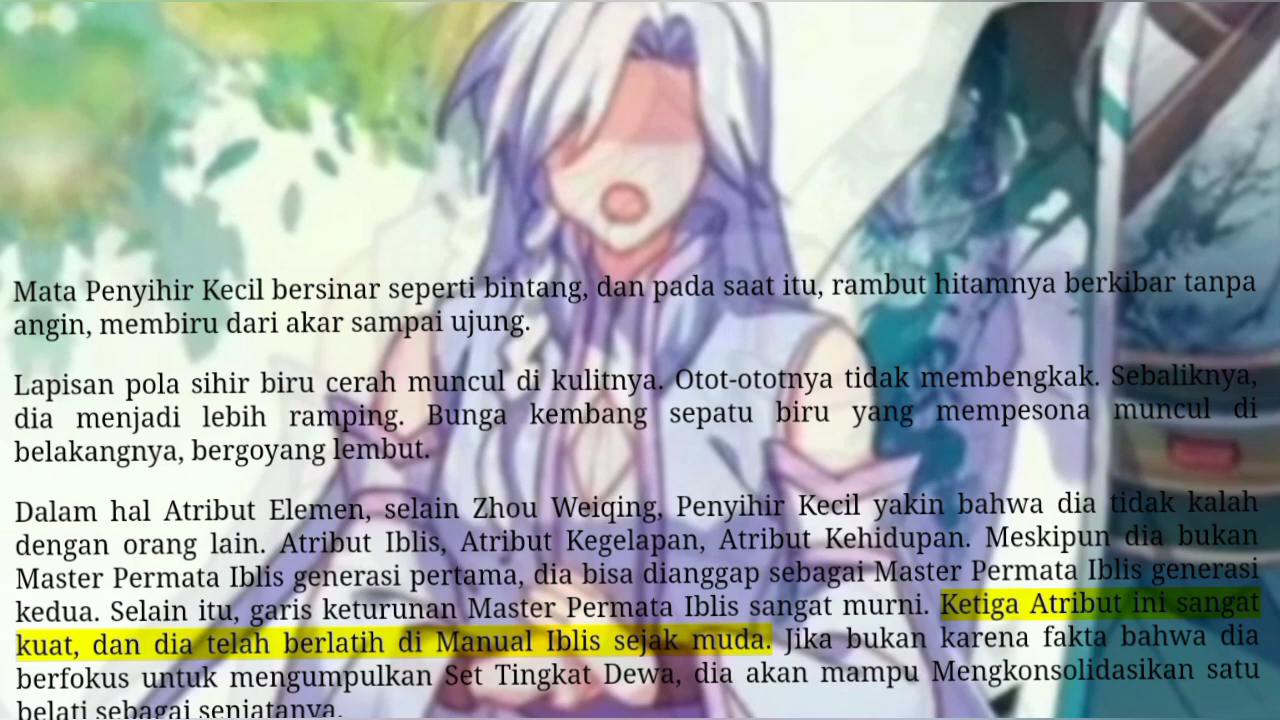 Mata Penyihir Kecil bersinar seperti bintang, dan pada saat itu, rambut hitamnya berkibar tanpa
angin, membiru dari akar sampai ujung.
Lapisan pola sihir biru cerah muncul di kulitnya. Otot-ototnya tidak membengkak. Sebaliknya,
dia menjadi lebih ramping. Bunga kembang sepatu biru yang mempesona muncul di
belakangnya, bergoyang lembut.
Dalam hal Atribut Elemen, selain Zhou Weiqing, Penyihir Kecil yakin bahwa dia tidak kalah
dengan orang lain. Atribut Iblis, Atribut Kegelapan, Atribut Kehidupan. Meskipun dia bukan
Master Permata Iblis generasi pertama, dia bisa dianggap sebagai Master Permata Iblis generasi
kedua. Selain itu, garis keturunan Master Permata Iblis sangat murni. Ketiga Atribut ini sangat
kuat, dan dia telah berlatih di Manual Iblis sejak muda. Jika bukan karena fakta bahwa dia
berfokus untuk mengumpulkan Set Tingkat Dewa, dia akan mampu Mengkonsolidasikan satu
belati sebagai senjatanya.